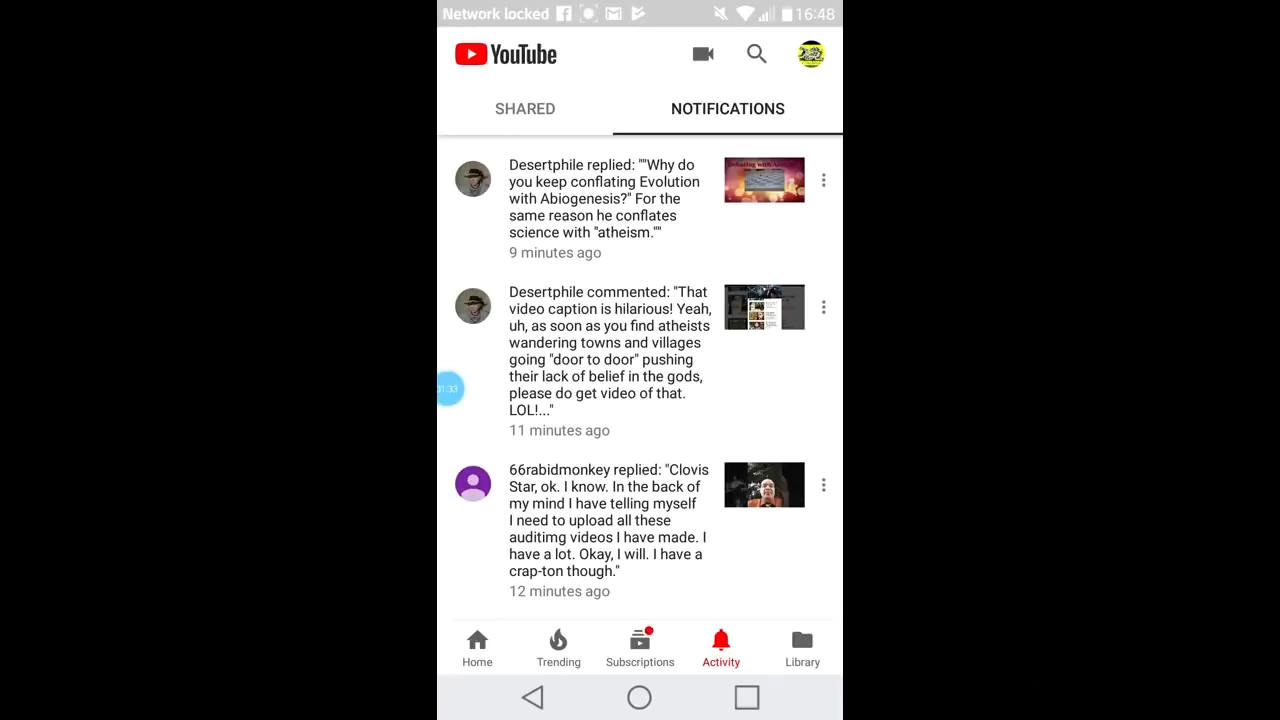 Network locked
16:48
YouTube
SHARED
NOTIFICATIONS
Desertphile replied: ""Why do
you keep conflating Evolution
with Abiogenesis?" For the
same reason he conflates
science with "atheism.""
9 minutes ago
Desertphile commented: "That
video caption is hilarious! Yeah,
uh, as soon as you find atheists
wandering towns and villages
going "door to door" pushing
their lack of belief in the gods,
please do get video of that.
LOL!..."
11 minutes ago
01:33
66rabidmonkey replied: "Clovis
Star, ok. I know. In the back of
my mind I have telling myself
I need to upload all these
auditimg videos I have made. I
have a lot. Okay, I will. I have a
crap-ton though."
12 minutes ago
Home
Trending
Subscriptions
Activity
Library